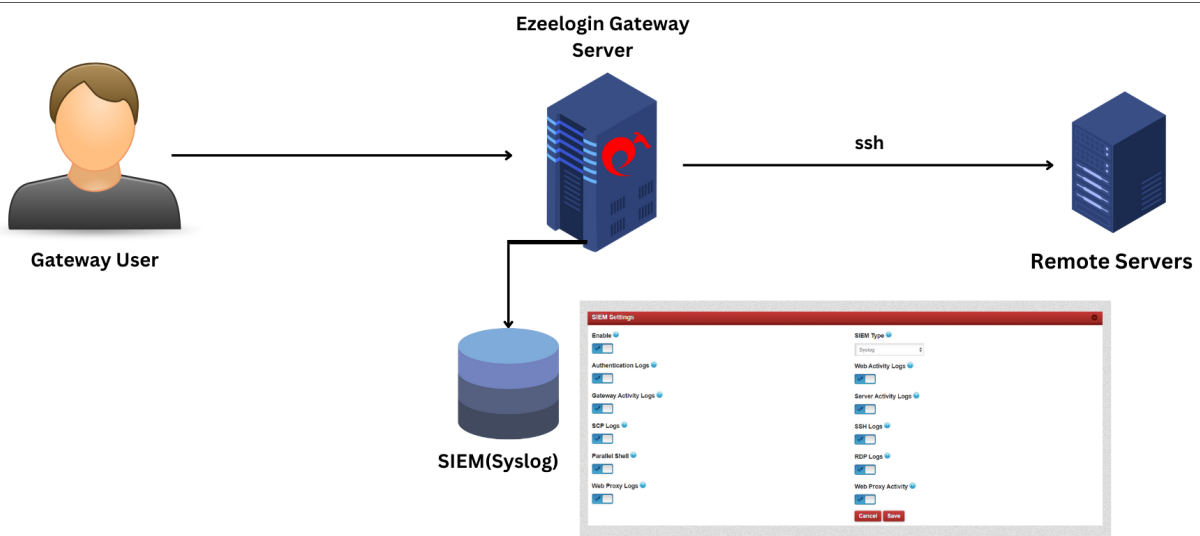 Ezeelogin Gateway
Server
ssh
Gateway User
Remote Servers
SIEM(Syslog)
SIEM Settings
Enable
SIEM Type
Syslog
Authentication Logs
Web Activity Logs
Gateway Activity Logs
Server Activity Logs
SCP Logs
SSH Logs
Parallel Shell
RDP Logs
Web Proxy Logs
Web Proxy Activity
Cancel Save